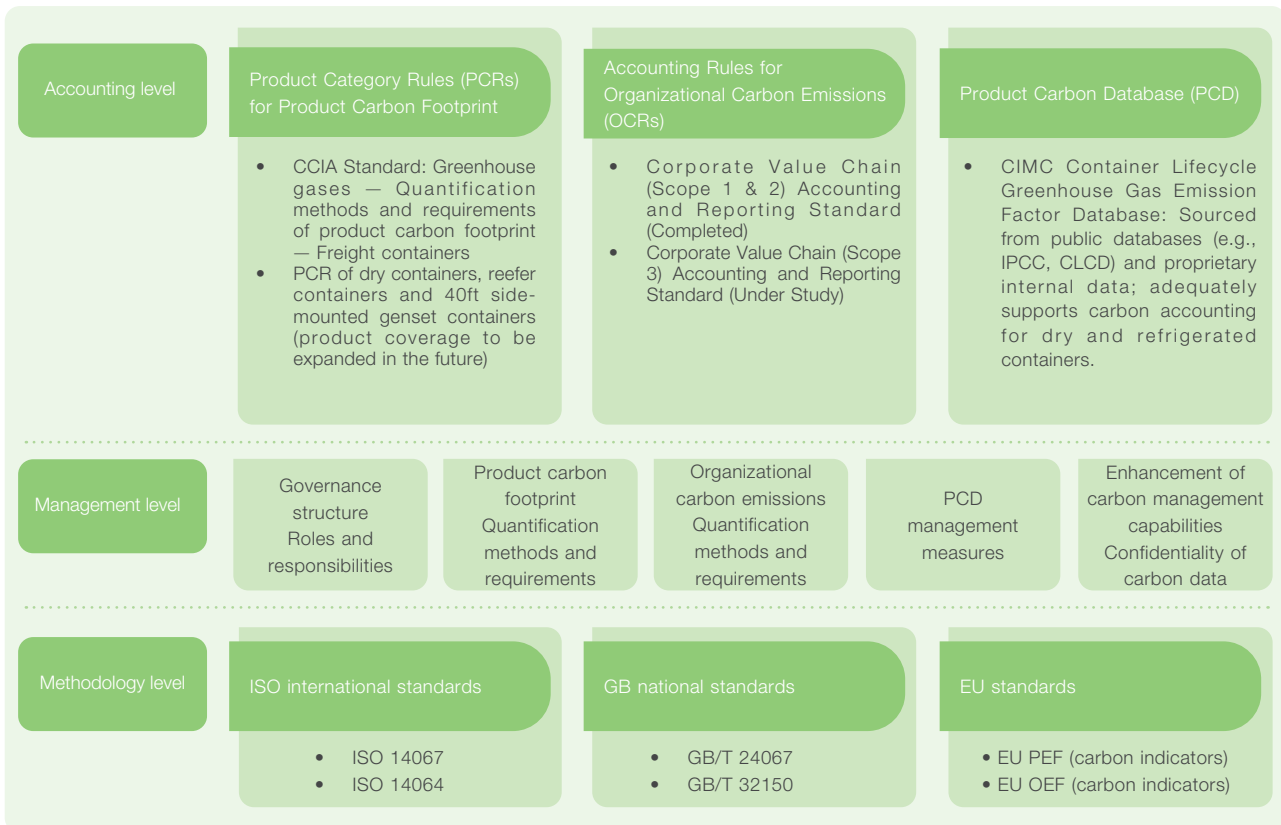 Accounting level
Product Category Rules (PCRs)
for Product Carbon Footprint
• CCIA Standard: Greenhouse
gases — Quantification
methods and requirements
of product carbon footprint
— Freight containers
• PCR of dry containers, reefer
containers and 40ft side-
mounted genset containers
(product coverage to be
expanded in the future)
Accounting Rules for
Organizational Carbon Emissions
(OCRs)
• Corporate Value Chain
(Scope 1 & 2) Accounting
and Reporting Standard
(Completed)
• Corporate Value Chain (Scope
3) Accounting and Reporting
Standard (Under Study)
Product Carbon Database (PCD)
• CIMC Container Lifecycle
Greenhouse Gas Emission
Factor Database: Sourced
from public databases (e.g.,
IPCC, CLCD) and proprietary
internal data; adequately
supports carbon accounting
for dry and refrigerated
containers.
Management level
Governance
structure
Roles and
responsibilities
Product carbon
footprint
Quantification
methods and
requirements
Organizational
carbon emissions
Quantification
methods and
requirements
PCD
management
measures
Enhancement of
carbon management
capabilities
Confidentiality of
carbon data
Methodology level
ISO international standards
• ISO 14067
• ISO 14064
GB national standards
• GB/T 24067
• GB/T 32150
EU standards
• EU PEF (carbon indicators)
• EU OEF (carbon indicators)